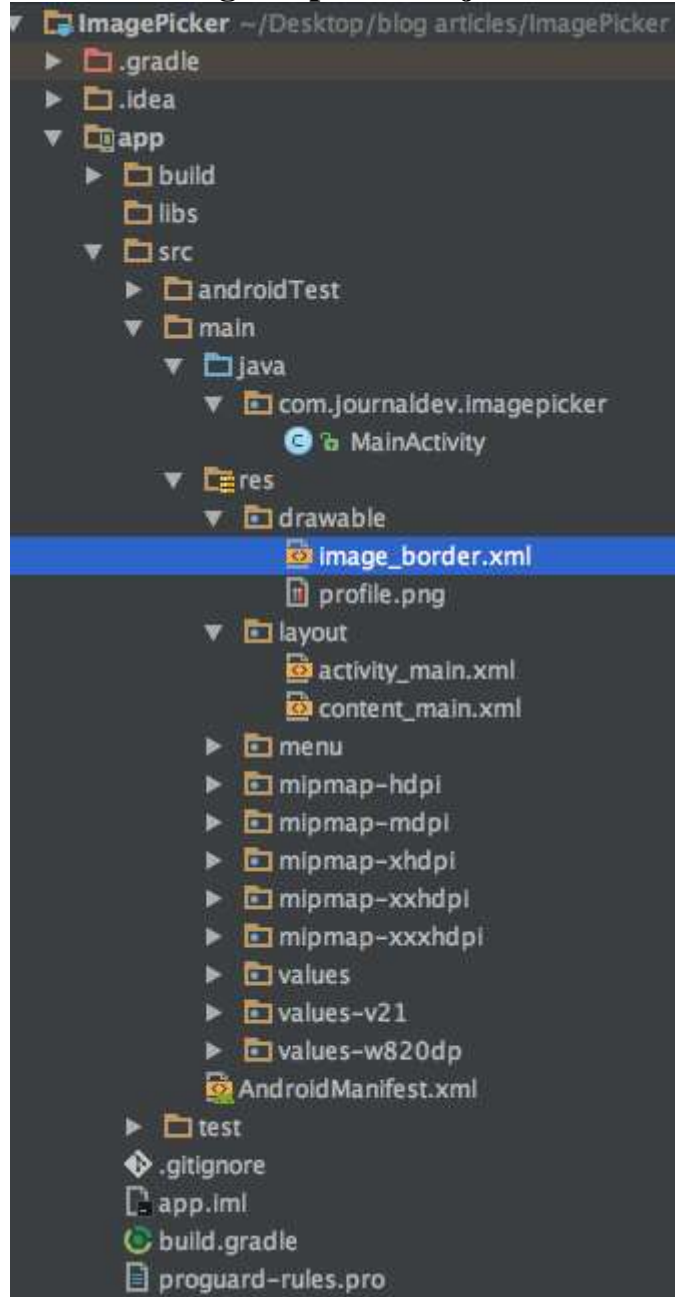 ImagePicker ~/Desktop/blog articles/ImagePicker
.gradle
.idea
app
build
libs
src
androidTest
main
java
com.journaldev.imagepicker
MainActivity
res
drawable
image_border.xml
profile.png
layout
activity_main.xml
content_main.xml
menu
mipmap-hdpi
mipmap-mdpi
mipmap-xhdpi
mipmap-xxhdpi
mipmap-xxxhdpi
values
values-v21
values-w820dp
AndroidManifest.xml
test
.gitignore
app.iml
build.gradle
proguard-rules.pro